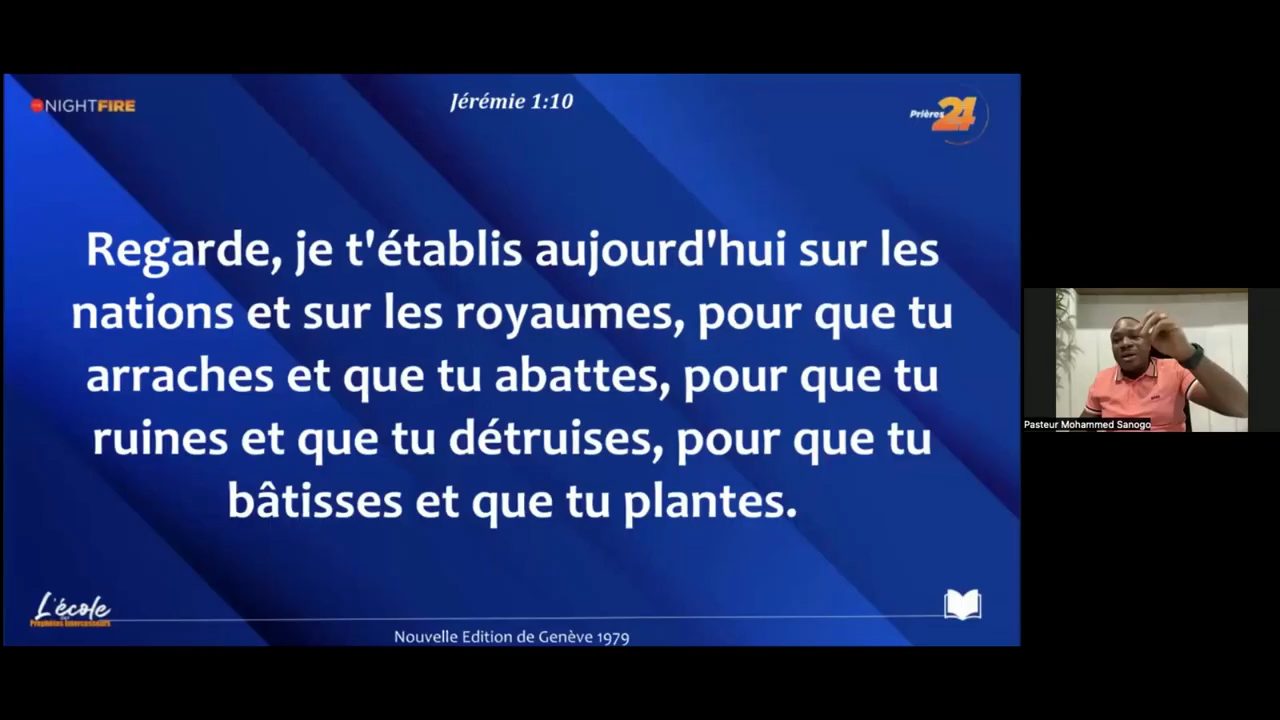 NIGHTFIRE
Jérémie 1:10
Prières 24
Regarde, je t'établis aujourd'hui sur les
nations et sur les royaumes, pour que tu
arraches et que tu abattes, pour que tu
ruines et que tu détruises, pour que tu
bâtisses et que tu plantes.
Pasteur Mohammed Sanogo
L'école
Prophètes Intercesseurs
Nouvelle Edition de Genève 1979